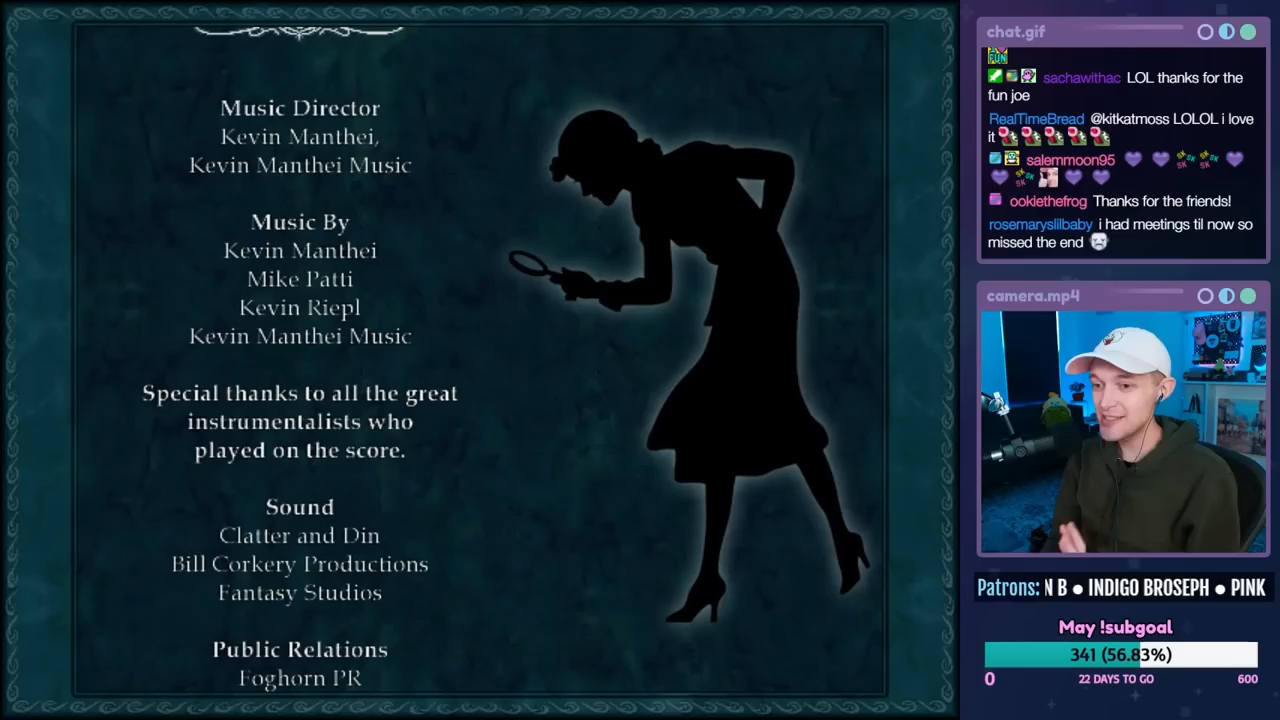 Music Director
Kevin Manthei,
Kevin Manthei Music
Music By
Kevin Manthei
Mike Patti
Kevin Riepl
Kevin Manthei Music
Special thanks to all the great
instrumentalists who
played on the score.
Sound
Clatter and Din
Bill Corkery Productions
Fantasy Studios
Public Relations
Foghorn PR
chat.gif
FUN
sachawithac LOL thanks for the
fun joe
RealTimeBread @kitkatmoss LOLOL i love
it
salemmoon95
ookiethefrog Thanks for the friends!
rosemaryslilbaby i had meetings til now so
missed the end
camera.mp4
Patrons: N B ● INDIGO BROSEPH ● PINK
May !subgoal
341 (56.83%)
0 22 DAYS TO GO 600